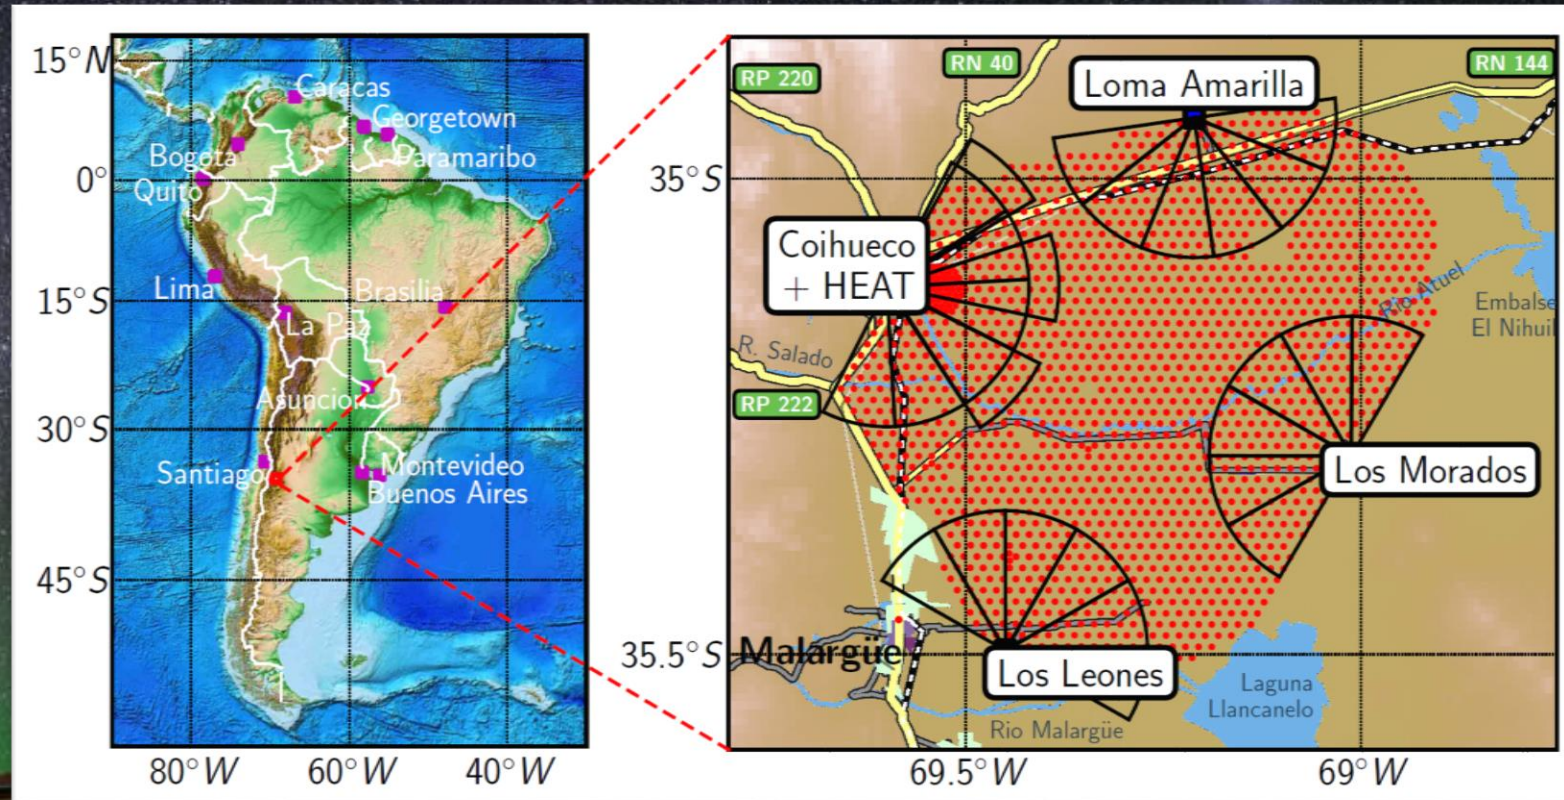 15°N
0°
15°S
30°S
45°S
80°W 60°W 40°W
Caracas
Georgetown
Paramaribo
Bogota
Quito
Lima
Brasilia
La Paz
Asuncion
Santiago
Montevideo
Buenos Aires
RP 220
RN 40
RN 144
Loma Amarilla
35°S
Coihueco
+ HEAT
Rio Atuel
Embalse
El Nihuil
R. Salado
RP 222
Los Morados
35.5°S
Malargüe
Los Leones
Laguna
Llancanelo
Rio Malargüe
69.5°W 69°W